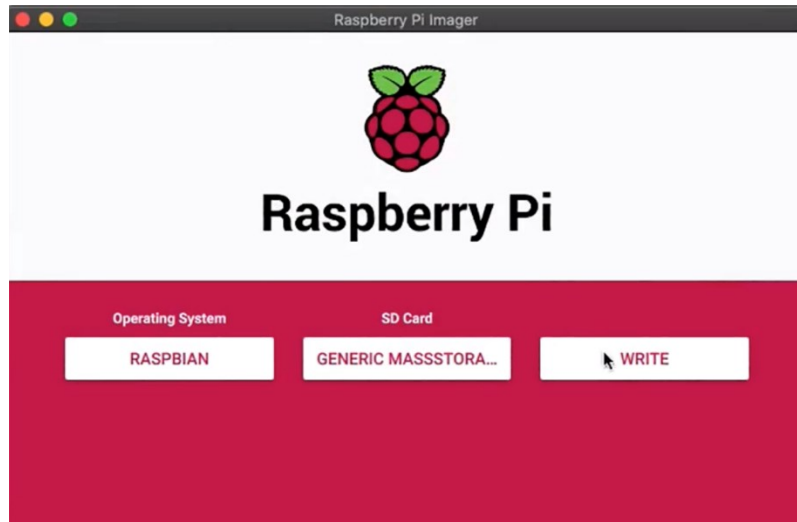 Raspberry Pi Imager
Raspberry Pi
Operating System
SD Card
RASPBIAN
GENERIC MASSSTORA...
WRITE